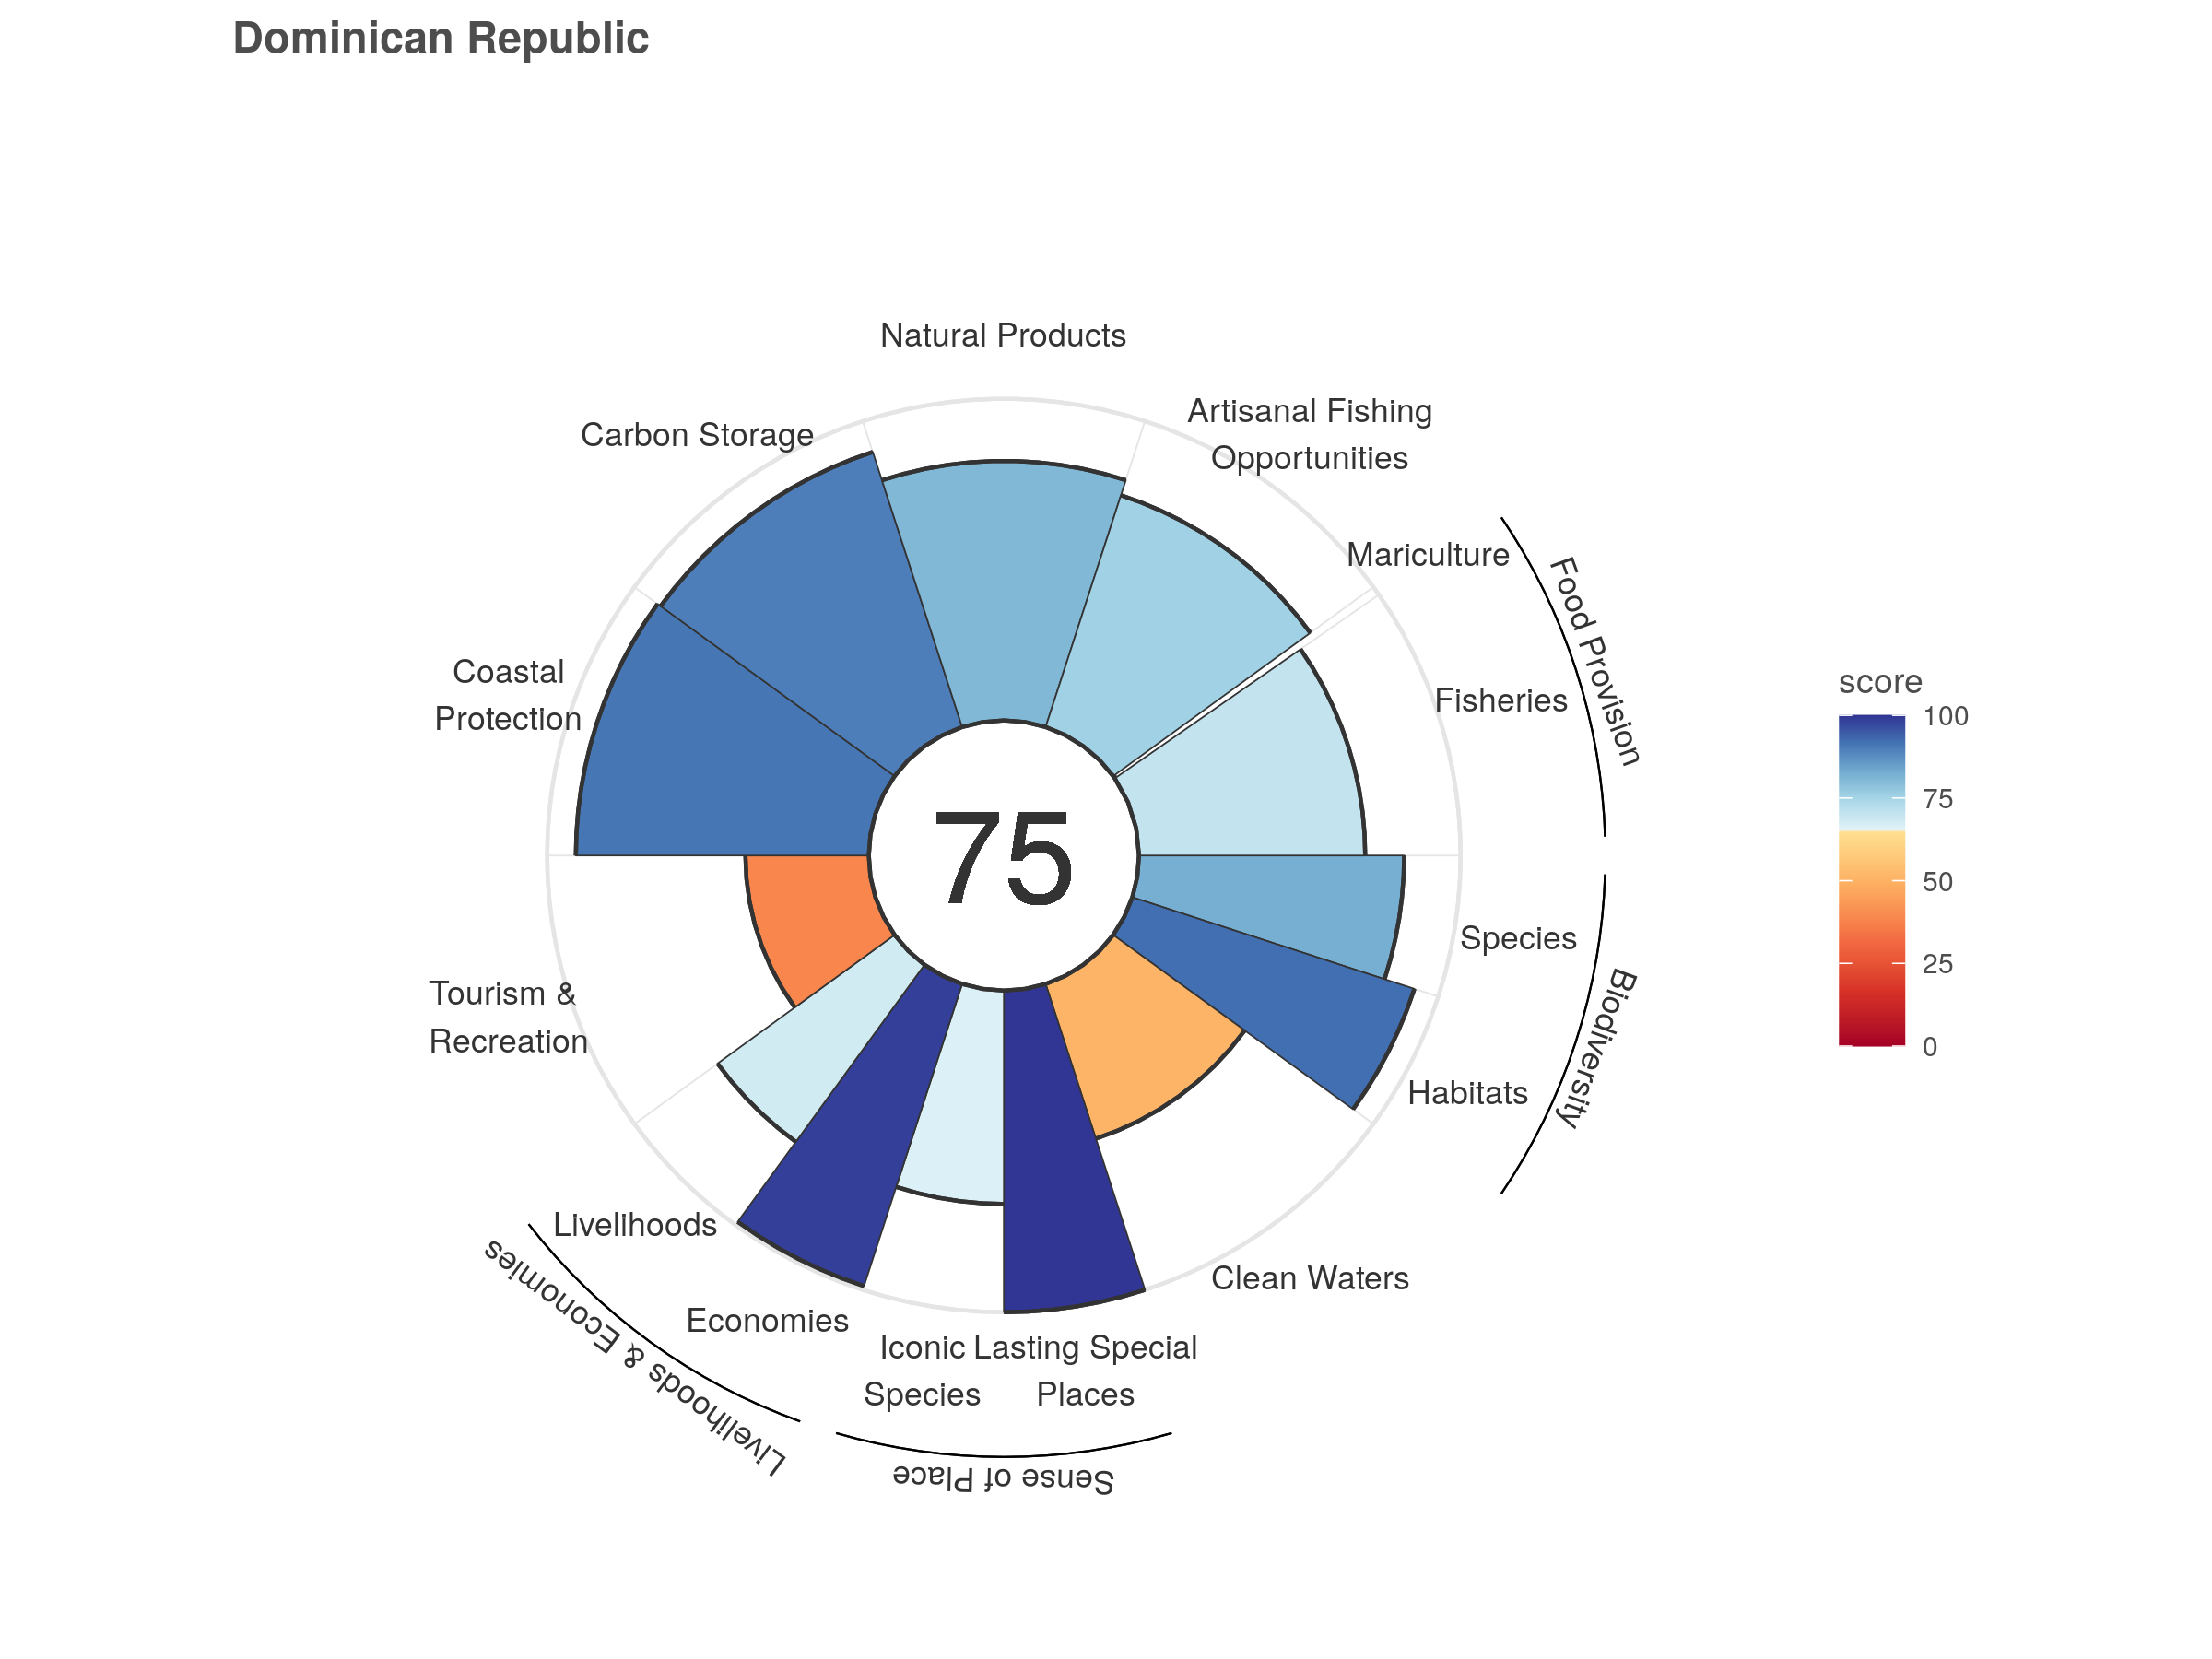 Dominican Republic
Natural Products
Artisanal Fishing
Opportunities
Carbon Storage
Mariculture
Food Provision
Fisheries
Coastal
Protection
score
100
75
50
25
0
75
Species
Biodiversity
Habitats
Tourism &
Recreation
Livelihoods
Livelihoods & Economies
Economies
Clean Waters
Iconic
Species
Lasting Special
Places
Sense of Place